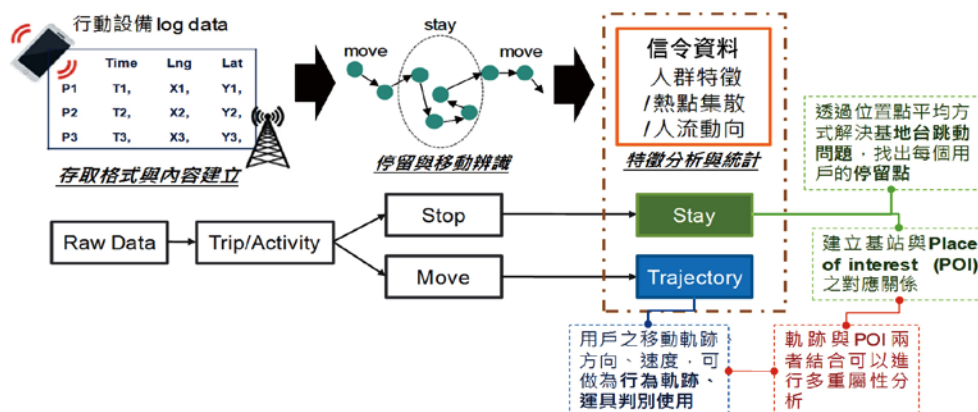 行動設備 log data
Time Lng Lat
P1 T1, X1, Y1,
P2 T2, X2, Y2,
P3 T3, X3, Y3,
存取格式與內容建立
stay
move
move
停留與移動辨識
信令資料
人群特徵
/熱點集散
/人流動向
特徵分析與統計
透過位置點平均方
式解決基地台跳動
問題，找出每個用
戶的停留點
Raw Data
Trip/Activity
Stop
Move
Stay
Trajectory
建立基站與Place
of interest (POI)
之對應關係
用戶之移動軌跡
方向、速度，可
做為行為軌跡、
運具判別使用
軌跡與POI兩
者結合可以進
行多重屬性分
析